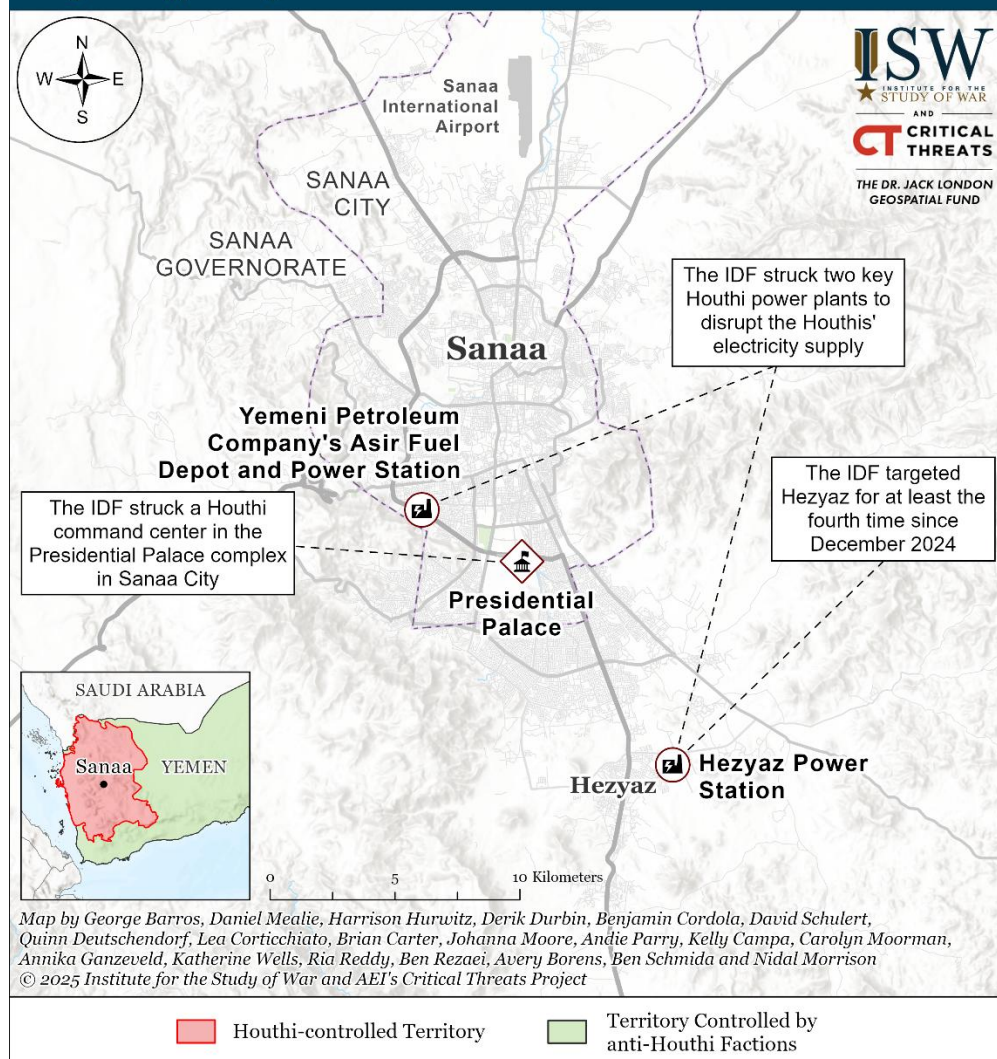 N
W
E
S
Sanaa
International
Airport
ISW
INSTITUTE FOR THE
STUDY OF WAR
AND
CT CRITICAL
THREATS
THE DR. JACK LONDON
GEOSPATIAL FUND
SANAA
CITY
SANAA
GOVERNORATE
The IDF struck two key
Houthi power plants to
disrupt the Houthis'
electricity supply
Sanaa
Yemeni Petroleum
Company's Asir Fuel
Depot and Power Station
The IDF targeted
Hezyaz for at least the
fourth time since
December 2024
The IDF struck a Houthi
command center in the
Presidential Palace complex
in Sanaa City
Presidential
Palace
SAUDI ARABIA
Sanaa
YEMEN
Hezyaz
Hezyaz Power
Station
0 5 10 Kilometers
Map by George Barros, Daniel Mealie, Harrison Hurwitz, Derik Durbin, Benjamin Cordola, David Schulert,
Quinn Deutschendorf, Lea Corticchiato, Brian Carter, Johanna Moore, Andie Parry, Kelly Campa, Carolyn Moorman,
Annika Ganzeveld, Katherine Wells, Ria Reddy, Ben Rezaei, Avery Borens, Ben Schmida and Nidal Morrison
© 2025 Institute for the Study of War and AEI's Critical Threats Project
Houthi-controlled Territory
Territory Controlled by
anti-Houthi Factions